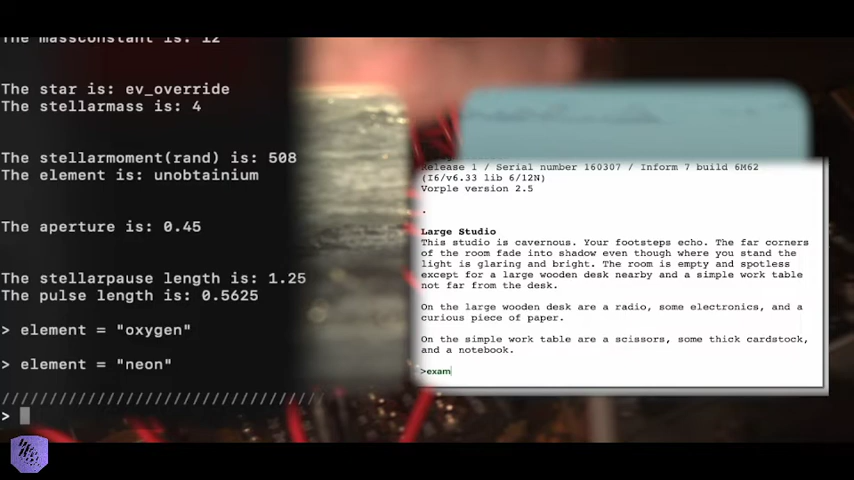 The massconstant is: 12
The star is: ev_override
The stellarmass is: 4
The stellarmoment(rand) is: 508
The element is: unobtainium
The aperture is: 0.45
The stellarpause length is: 1.25
The pulse length is: 0.5625
> element = "oxygen"
> element = "neon"
//////////////////////////////////
>
Release 1 / Serial number 160307 / Inform 7 build 6M62
(I6/v6.33 lib 6/12N)
Vorple version 2.5
.
Large Studio
This studio is cavernous. Your footsteps echo. The far corners
of the room fade into shadow even though where you stand the
light is glaring and bright. The room is empty and spotless
except for a large wooden desk nearby and a simple work table
not far from the desk.
On the large wooden desk are a radio, some electronics, and a
curious piece of paper.
On the simple work table are a scissors, some thick cardstock,
and a notebook.
>exam